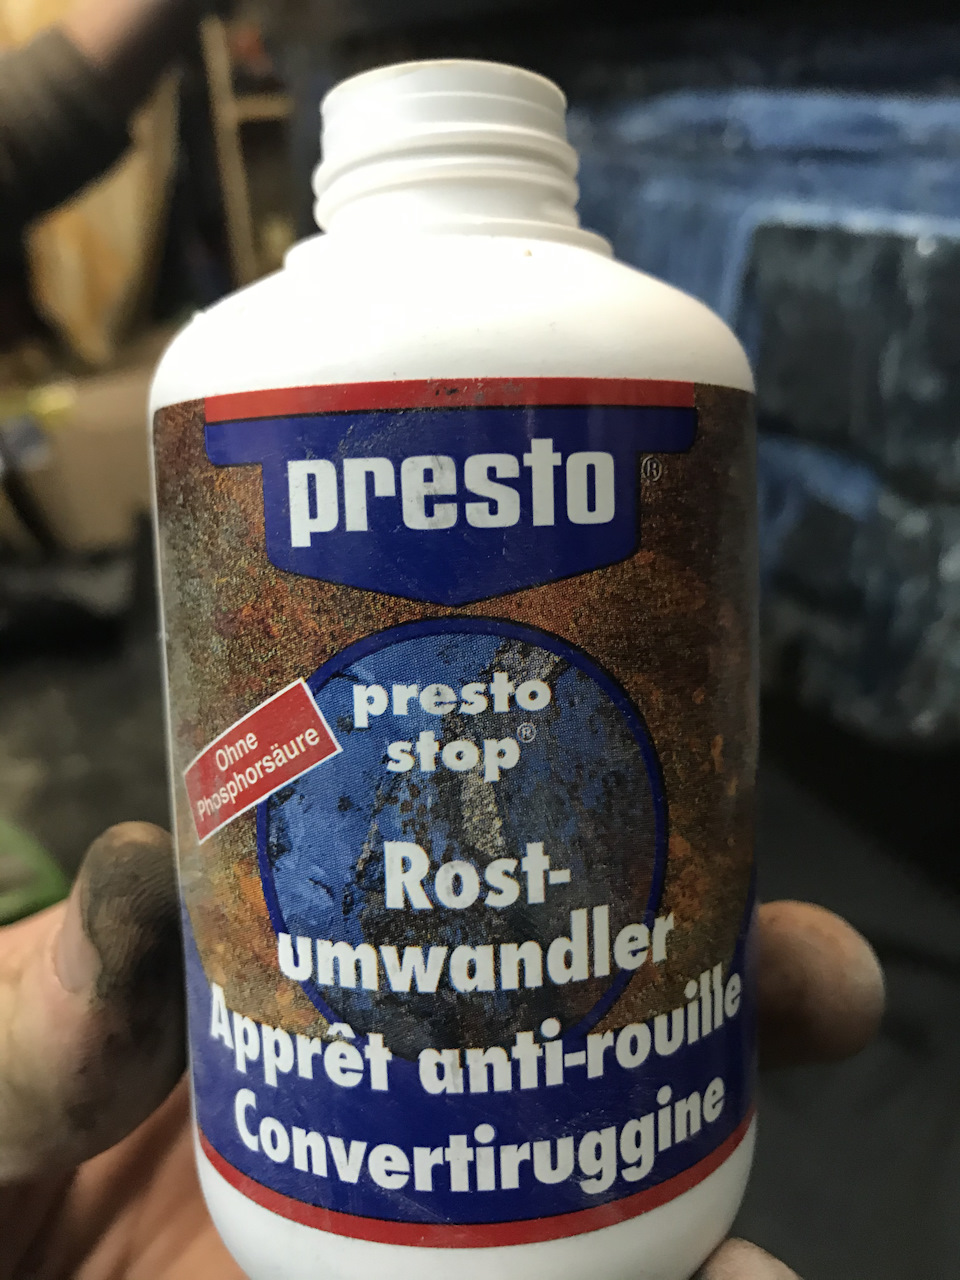 presto®
Ohne
Phosphorsäure
presto
stop®
Rost-
umwandler
Apprêt anti-rouille
Convertiruggine